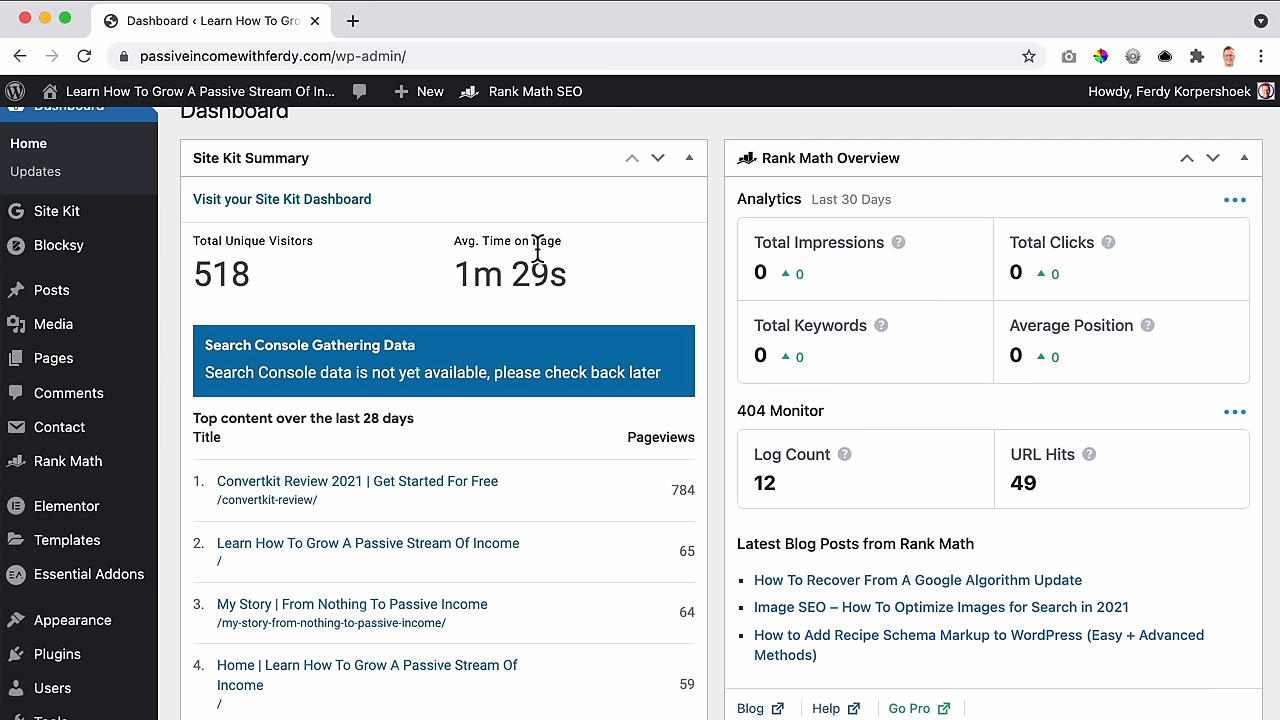 Dashboard ‹ Learn How To Gro
passiveincomewithferdy.com/wp-admin/
Learn How To Grow A Passive Stream Of In...
New
Rank Math SEO
Howdy, Ferdy Korpershoek
Dashboard
Home
Updates
Site Kit
Blocksy
Posts
Media
Pages
Comments
Contact
Rank Math
Elementor
Templates
Essential Addons
Appearance
Plugins
Users
Tools
Dashboard
Site Kit Summary
Visit your Site Kit Dashboard
Total Unique Visitors
518
Avg. Time on Page
1m 29s
Search Console Gathering Data
Search Console data is not yet available, please check back later
Top content over the last 28 days
Title Pageviews
1. Convertkit Review 2021 | Get Started For Free 784
/convertkit-review/
2. Learn How To Grow A Passive Stream Of Income 65
/
3. My Story | From Nothing To Passive Income 64
/my-story-from-nothing-to-passive-income/
4. Home | Learn How To Grow A Passive Stream Of
Income 59
/
Rank Math Overview
Analytics Last 30 Days
Total Impressions ?
0 0
Total Clicks ?
0 0
Total Keywords ?
0 0
Average Position ?
0 0
404 Monitor
Log Count ?
12
URL Hits ?
49
Latest Blog Posts from Rank Math
How To Recover From A Google Algorithm Update
Image SEO – How To Optimize Images for Search in 2021
How to Add Recipe Schema Markup to WordPress (Easy + Advanced
Methods)
Blog Help Go Pro